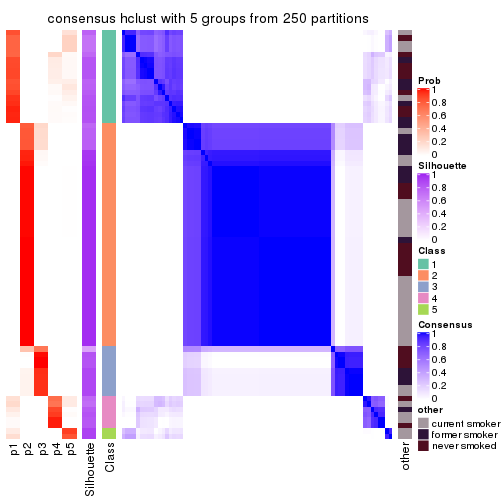 consensus hclust with 5 groups from 250 partitions
Prob
1
0.8
0.6
0.4
0.2
0
Silhouette
1
0.8
0.6
0.4
0.2
0
Class
1
2
3
4
5
Consensus
1
0.8
0.6
0.4
0.2
0
other
current smoker
former smoker
never smoked
p1
p2
p3
p4
p5
Silhouette
Class
other